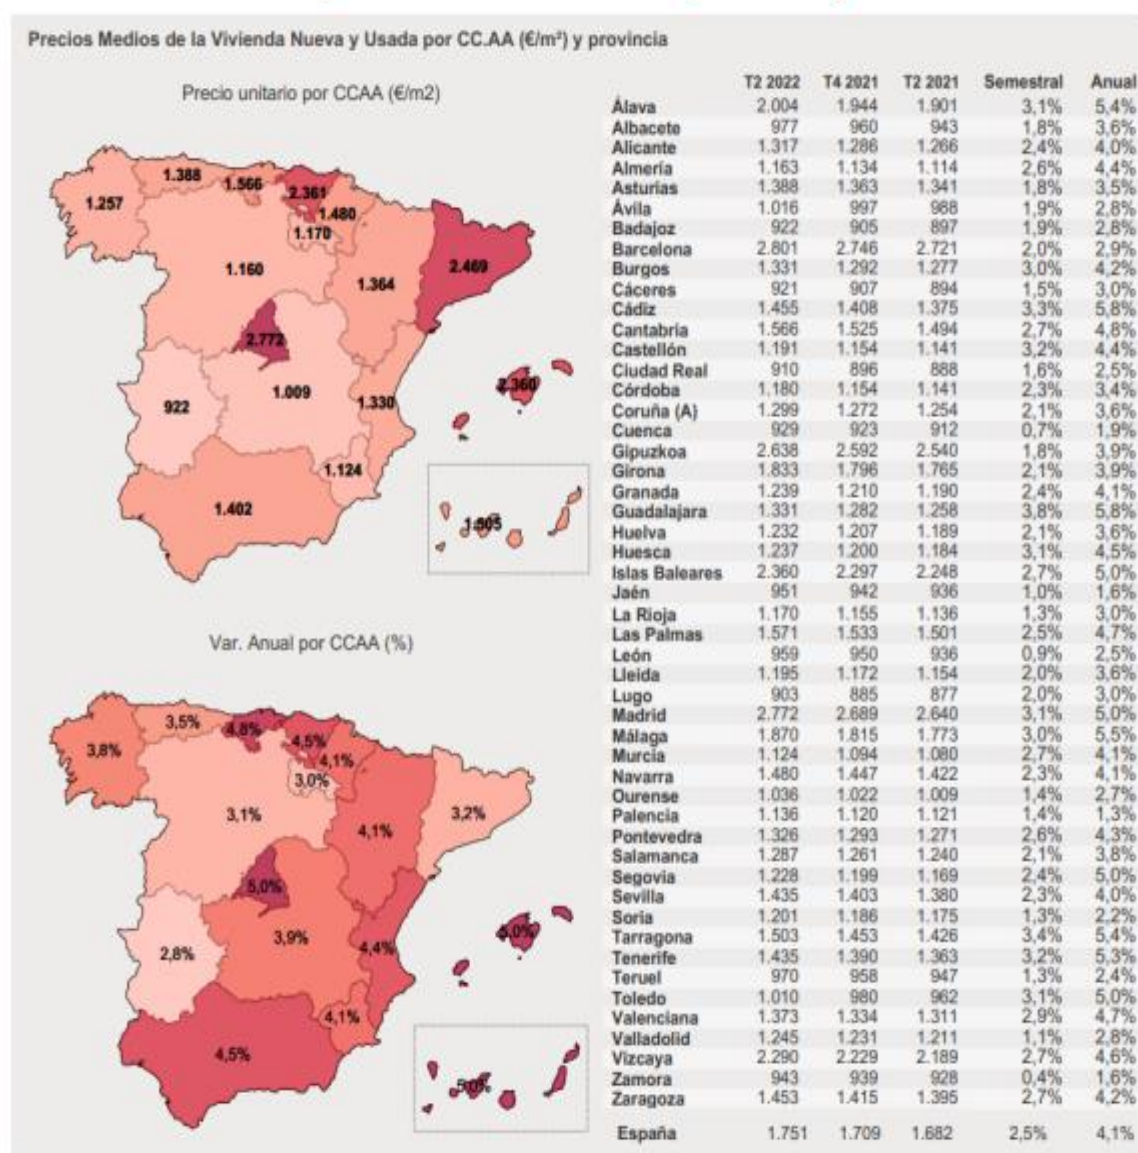 Precios Medios de la Vivienda Nueva y Usada por CC.AA (€/m²) y provincia
Precio unitario por CCAA (€/m2)
1.257
1.388
1.566
2.361
1.480
1.170
1.160
1.364
2.469
2.772
1.009
922
1.330
2.360
1.124
1.402
1.505
Var. Anual por CCAA (%)
3,8%
3,5%
4,8%
4,5%
4,1%
3,0%
3,1%
4,1%
3,2%
5,0%
3,9%
2,8%
4,4%
5,0%
4,1%
4,5%
5,0%
T2 2022 T4 2021 T2 2021 Semestral Anual
Álava 2.004 1.944 1.901 3,1% 5,4%
Albacete 977 960 943 1,8% 3,6%
Alicante 1.317 1.286 1.266 2,4% 4,0%
Almería 1.163 1.134 1.114 2,6% 4,4%
Asturias 1.388 1.363 1.341 1,8% 3,5%
Ávila 1.016 997 988 1,9% 2,8%
Badajoz 922 905 897 1,9% 2,8%
Barcelona 2.801 2.746 2.721 2,0% 2,9%
Burgos 1.331 1.292 1.277 3,0% 4,2%
Cáceres 921 907 894 1,5% 3,0%
Cádiz 1.455 1.408 1.375 3,3% 5,8%
Cantabria 1.566 1.525 1.494 2,7% 4,8%
Castellón 1.191 1.154 1.141 3,2% 4,4%
Ciudad Real 910 896 888 1,6% 2,5%
Córdoba 1.180 1.154 1.141 2,3% 3,4%
Coruña (A) 1.299 1.272 1.254 2,1% 3,6%
Cuenca 929 923 912 0,7% 1,9%
Gipuzkoa 2.638 2.592 2.540 1,8% 3,9%
Girona 1.833 1.796 1.765 2,1% 3,9%
Granada 1.239 1.210 1.190 2,4% 4,1%
Guadalajara 1.331 1.282 1.258 3,8% 5,8%
Huelva 1.232 1.207 1.189 2,1% 3,6%
Huesca 1.237 1.200 1.184 3,1% 4,5%
Islas Baleares 2.360 2.297 2.248 2,7% 5,0%
Jaén 951 942 936 1,0% 1,6%
La Rioja 1.170 1.155 1.136 1,3% 3,0%
Las Palmas 1.571 1.533 1.501 2,5% 4,7%
León 959 950 936 0,9% 2,5%
Lleida 1.195 1.172 1.154 2,0% 3,6%
Lugo 903 885 877 2,0% 3,0%
Madrid 2.772 2.689 2.640 3,1% 5,0%
Málaga 1.870 1.815 1.773 3,0% 5,5%
Murcia 1.124 1.094 1.080 2,7% 4,1%
Navarra 1.480 1.447 1.422 2,3% 4,1%
Ourense 1.036 1.022 1.009 1,4% 2,7%
Palencia 1.136 1.120 1.121 1,4% 1,3%
Pontevedra 1.326 1.293 1.271 2,6% 4,3%
Salamanca 1.287 1.261 1.240 2,1% 3,8%
Segovia 1.228 1.199 1.169 2,4% 5,0%
Sevilla 1.435 1.403 1.380 2,3% 4,0%
Soria 1.201 1.186 1.175 1,3% 2,2%
Tarragona 1.503 1.453 1.426 3,4% 5,4%
Tenerife 1.435 1.390 1.363 3,2% 5,3%
Teruel 970 958 947 1,3% 2,4%
Toledo 1.010 980 962 3,1% 5,0%
Valenciana 1.373 1.334 1.311 2,9% 4,7%
Valladolid 1.245 1.231 1.211 1,1% 2,8%
Vizcaya 2.290 2.229 2.189 2,7% 4,6%
Zamora 943 939 928 0,4% 1,6%
Zaragoza 1.453 1.415 1.395 2,7% 4,2%
España 1.751 1.709 1.682 2,5% 4,1%